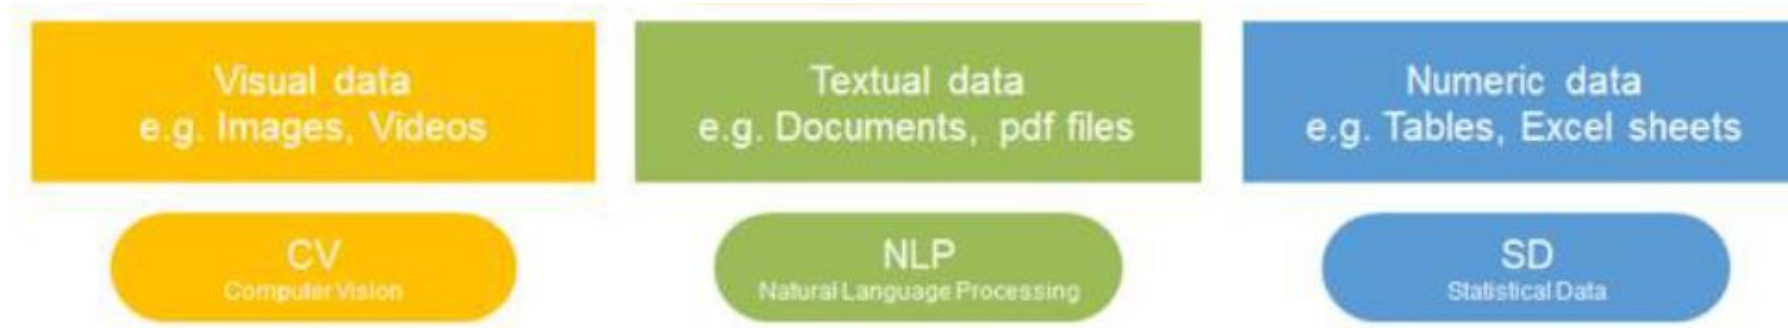 Visual data
e.g. Images, Videos
Textual data
e.g. Documents, pdf files
Numeric data
e.g. Tables, Excel sheets
CV
Computer Vision
NLP
Natural Language Processing
SD
Statistical Data